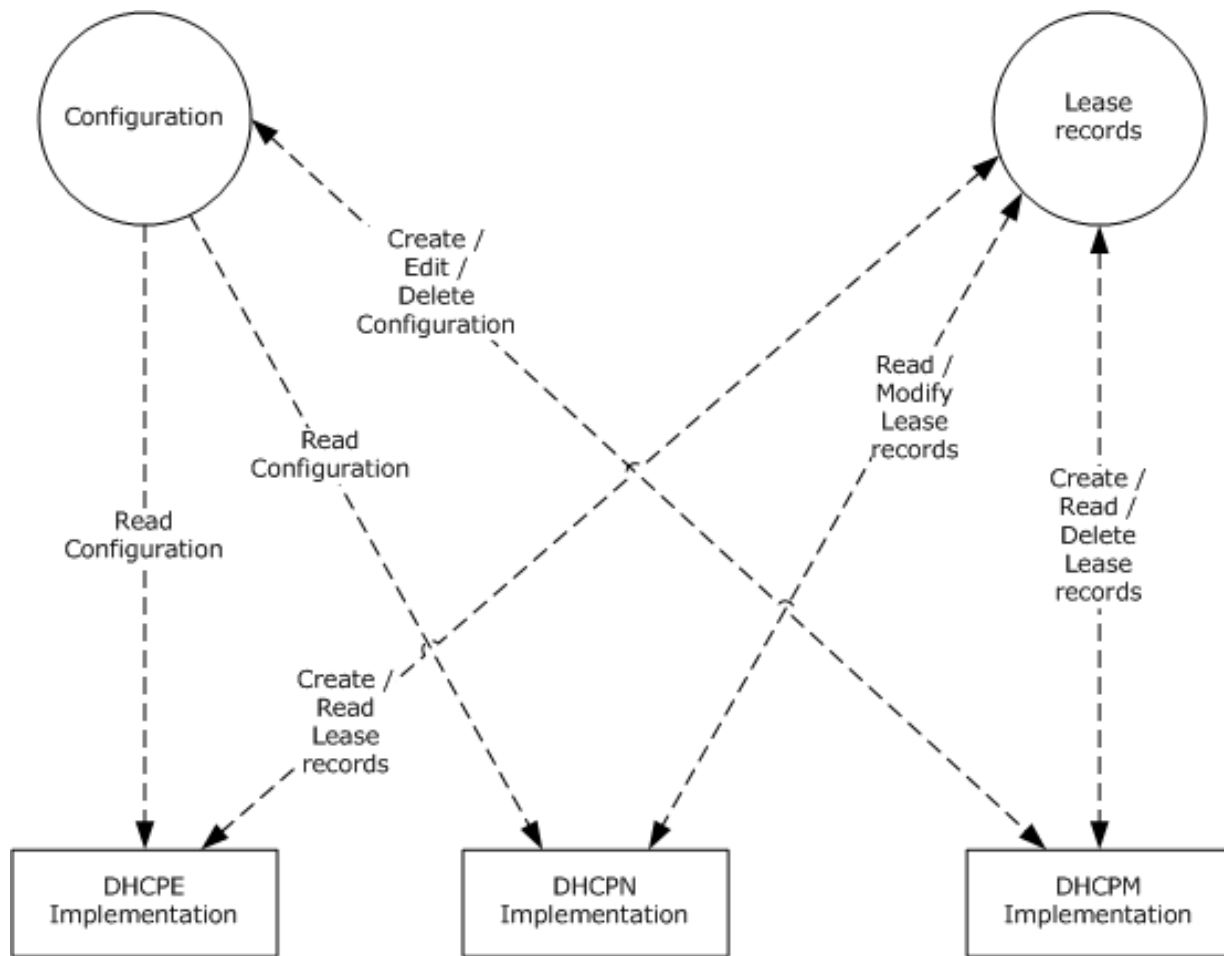 Configuration
Lease
records
Create /
Edit /
Delete
Configuration
Read /
Modify
Lease
records
Read
Configuration
Read
Configuration
Create /
Read /
Delete
Lease
records
Create /
Read
Lease
records
DHCPE
Implementation
DHCPN
Implementation
DHCPM
Implementation